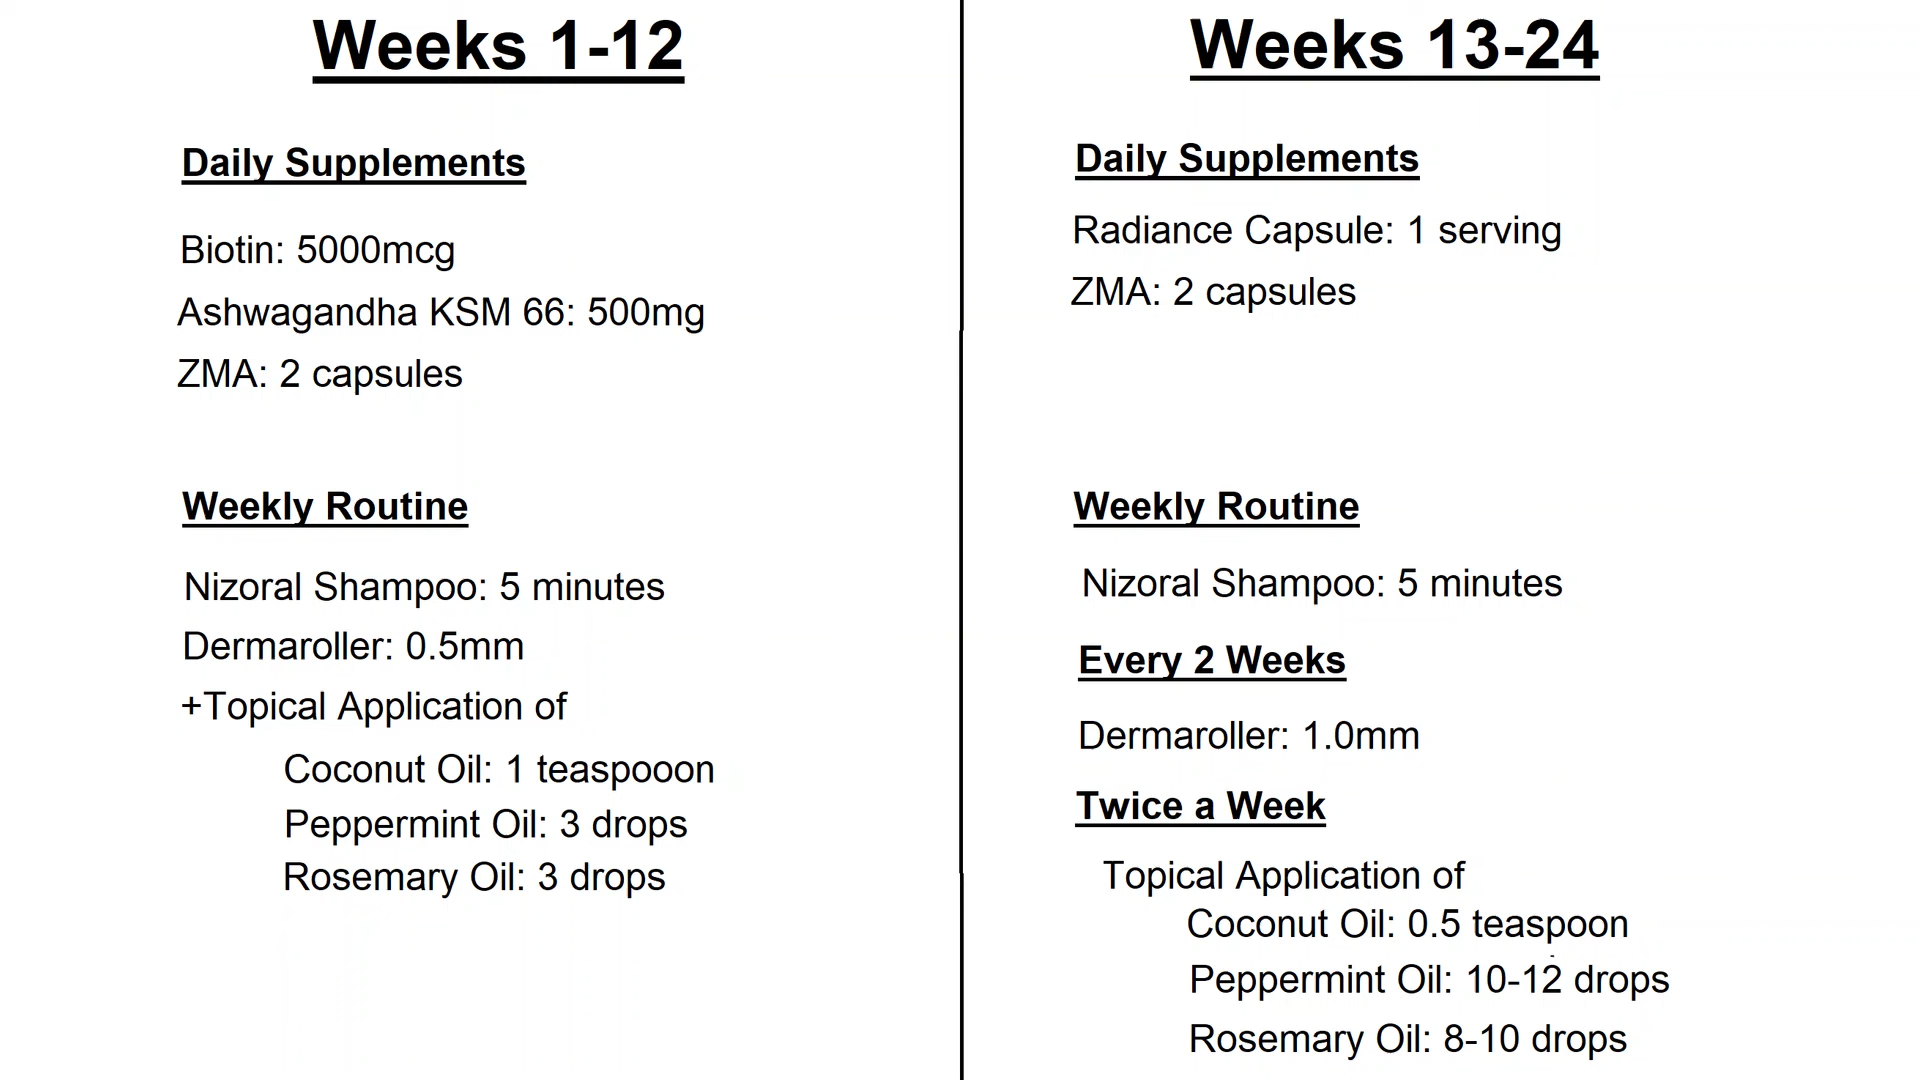 Weeks 1-12
Daily Supplements
Biotin: 5000mcg
Ashwagandha KSM 66: 500mg
ZMA: 2 capsules
Weekly Routine
Nizoral Shampoo: 5 minutes
Dermaroller: 0.5mm
+Topical Application of
Coconut Oil: 1 teaspooon
Peppermint Oil: 3 drops
Rosemary Oil: 3 drops
Weeks 13-24
Daily Supplements
Radiance Capsule: 1 serving
ZMA: 2 capsules
Weekly Routine
Nizoral Shampoo: 5 minutes
Every 2 Weeks
Dermaroller: 1.0mm
Twice a Week
Topical Application of
Coconut Oil: 0.5 teaspoon
Peppermint Oil: 10-12 drops
Rosemary Oil: 8-10 drops